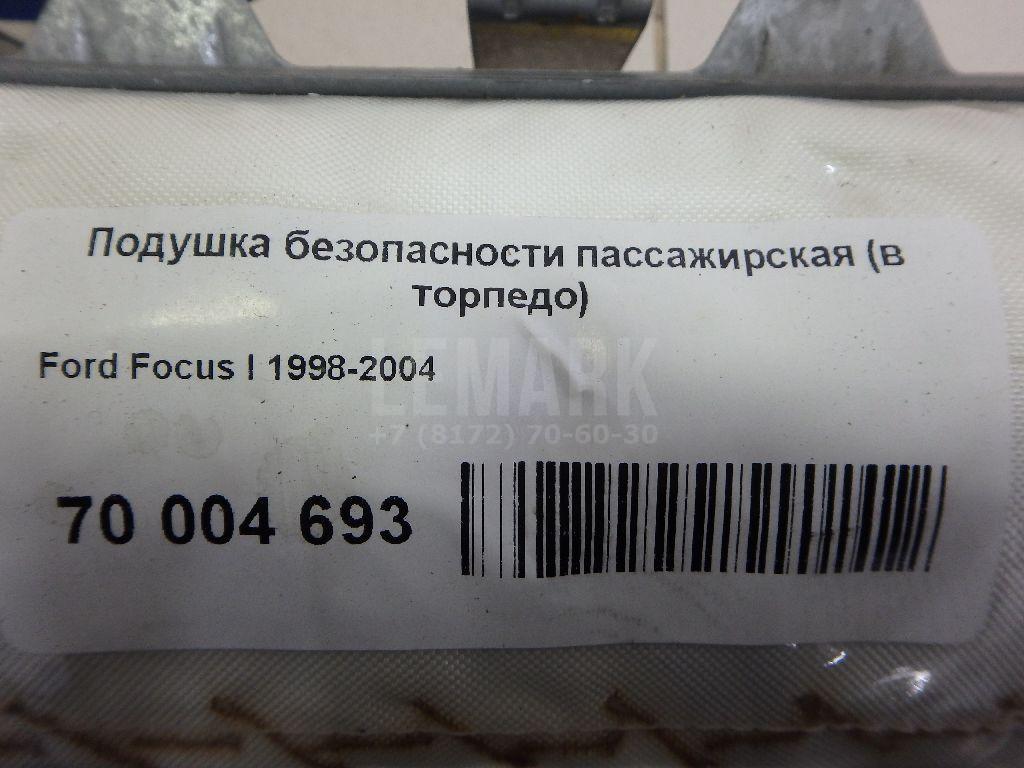 Подушка безопасности пассажирская (в
торпедо)
Ford Focus I 1998-2004
LEMARK
+7 (8172) 70-60-30
70 004 693